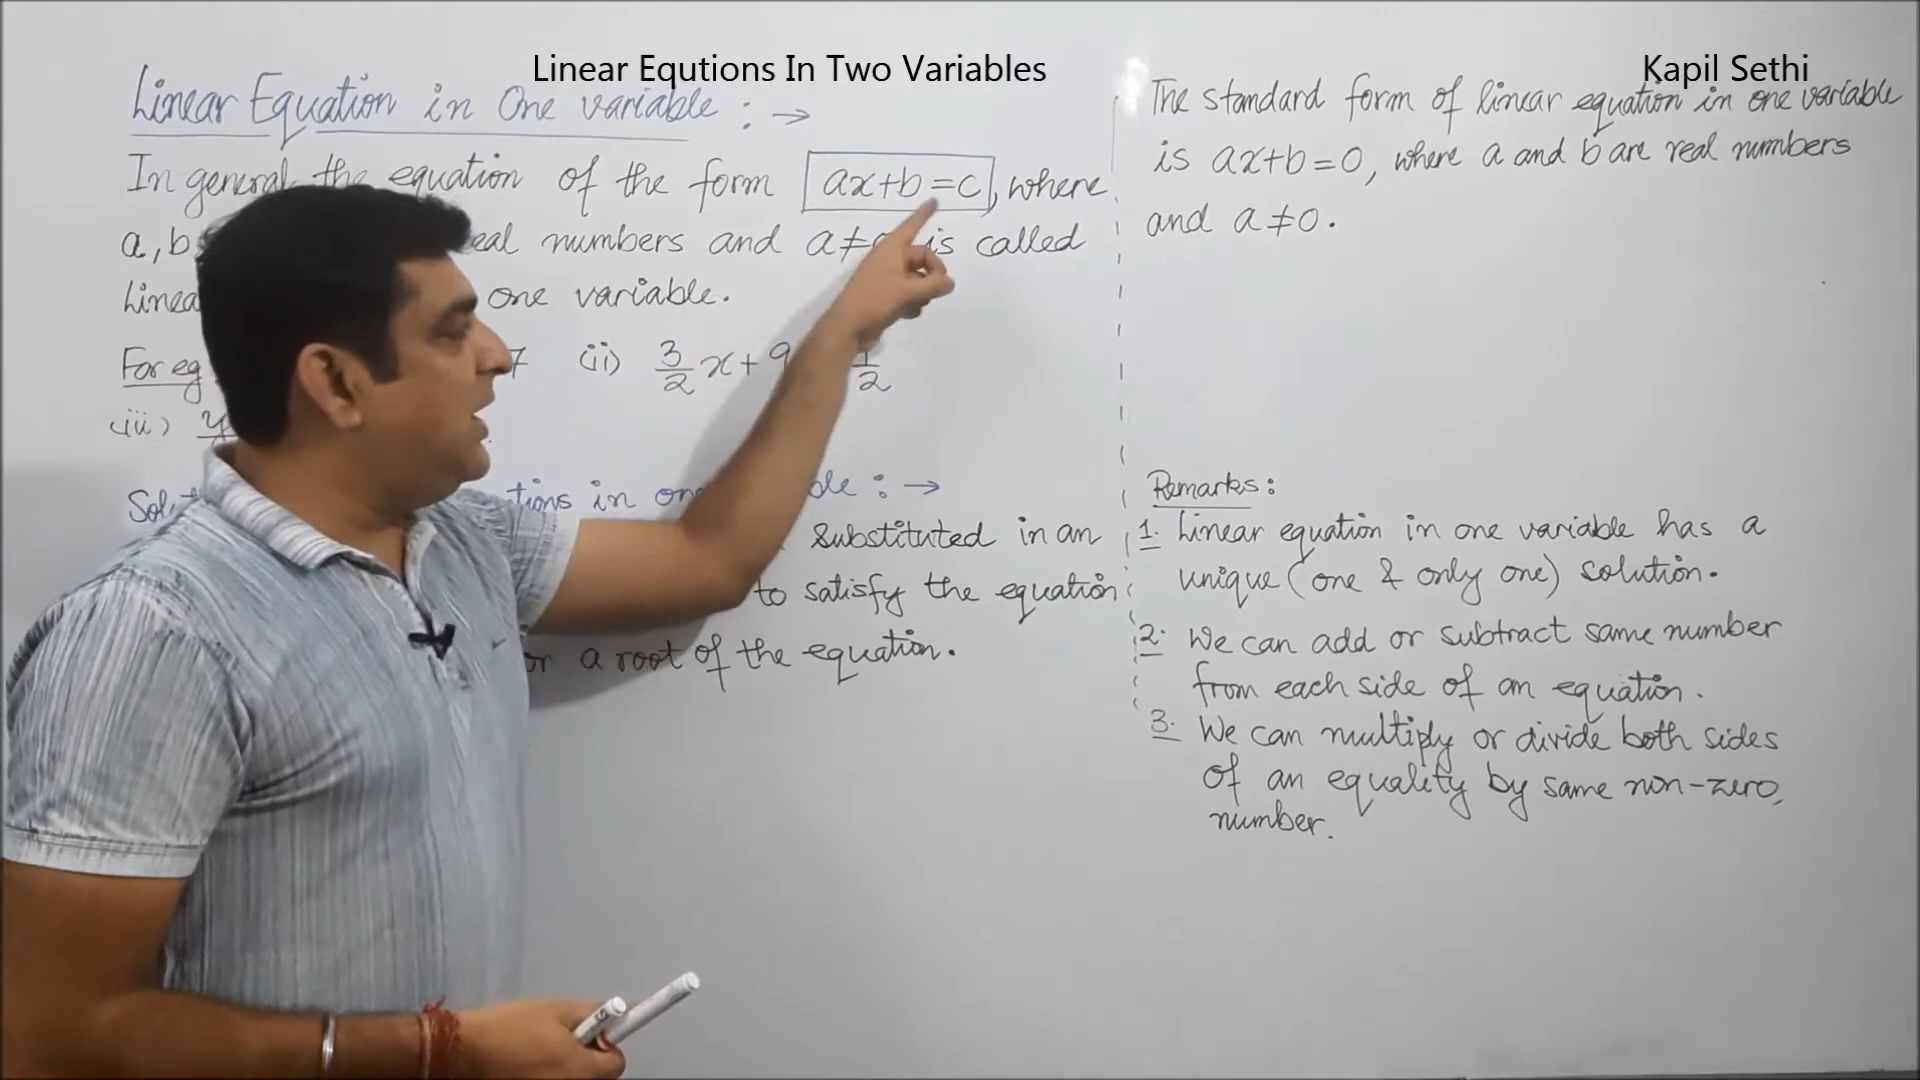 Linear Equtions In Two Variables
Kapil Sethi
Linear Equation in One variable : →
In general the equation of the form ax+b=c, where
a, b real numbers and a≠ is called
Linea one variable.
For eg 7 (ii) 3/2 x + 9 1/2
(iii)
tions in one : →
substituted in an
to satisfy the equation
or a root of the equation.
The standard form of linear equation in one variable
is ax+b=0, where a and b are real numbers
and a≠0.
Remarks:
1. Linear equation in one variable has a
unique (one & only one) solution.
2. We can add or subtract same number
from each side of an equation.
3. We can multiply or divide both sides
of an equality by same non-zero,
number.